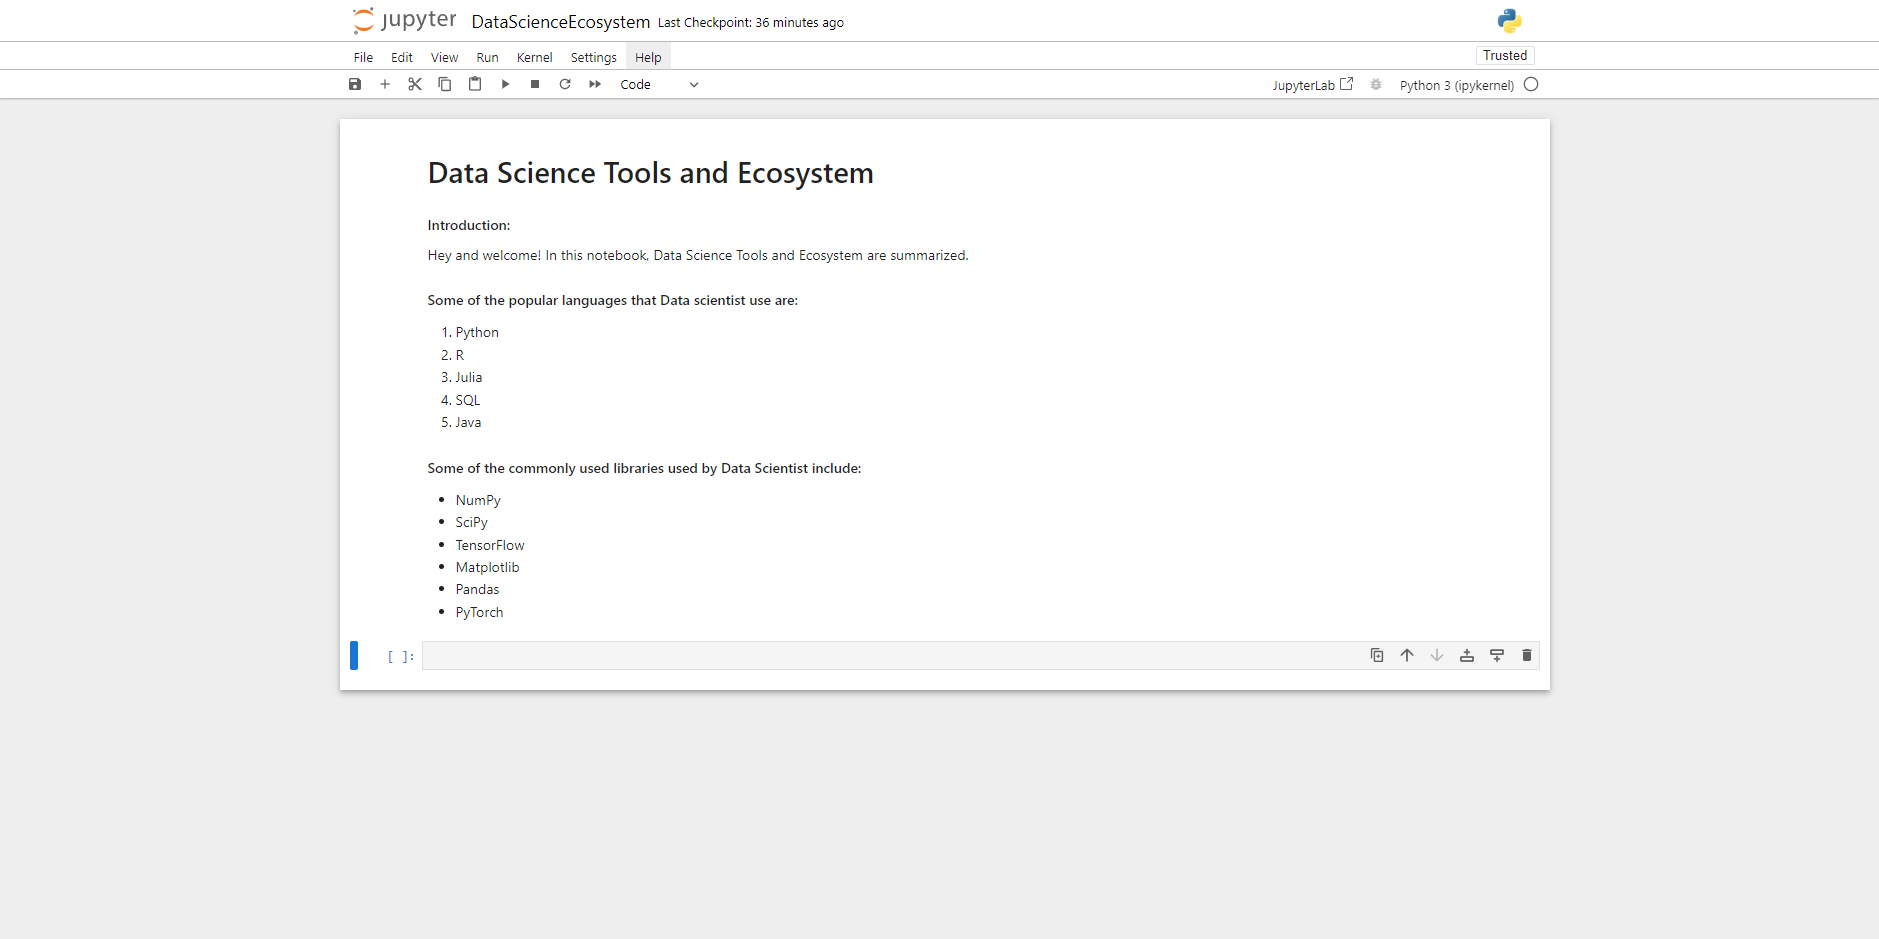 jupyter DataScienceEcosystem Last Checkpoint: 36 minutes ago
File Edit View Run Kernel Settings Help Trusted
Code JupyterLab Python 3 (ipykernel)
Data Science Tools and Ecosystem
Introduction:
Hey and welcome! In this notebook, Data Science Tools and Ecosystem are summarized.
Some of the popular languages that Data scientist use are:
1. Python
2. R
3. Julia
4. SQL
5. Java
Some of the commonly used libraries used by Data Scientist include:
• NumPy
• SciPy
• TensorFlow
• Matplotlib
• Pandas
• PyTorch
[ ]: